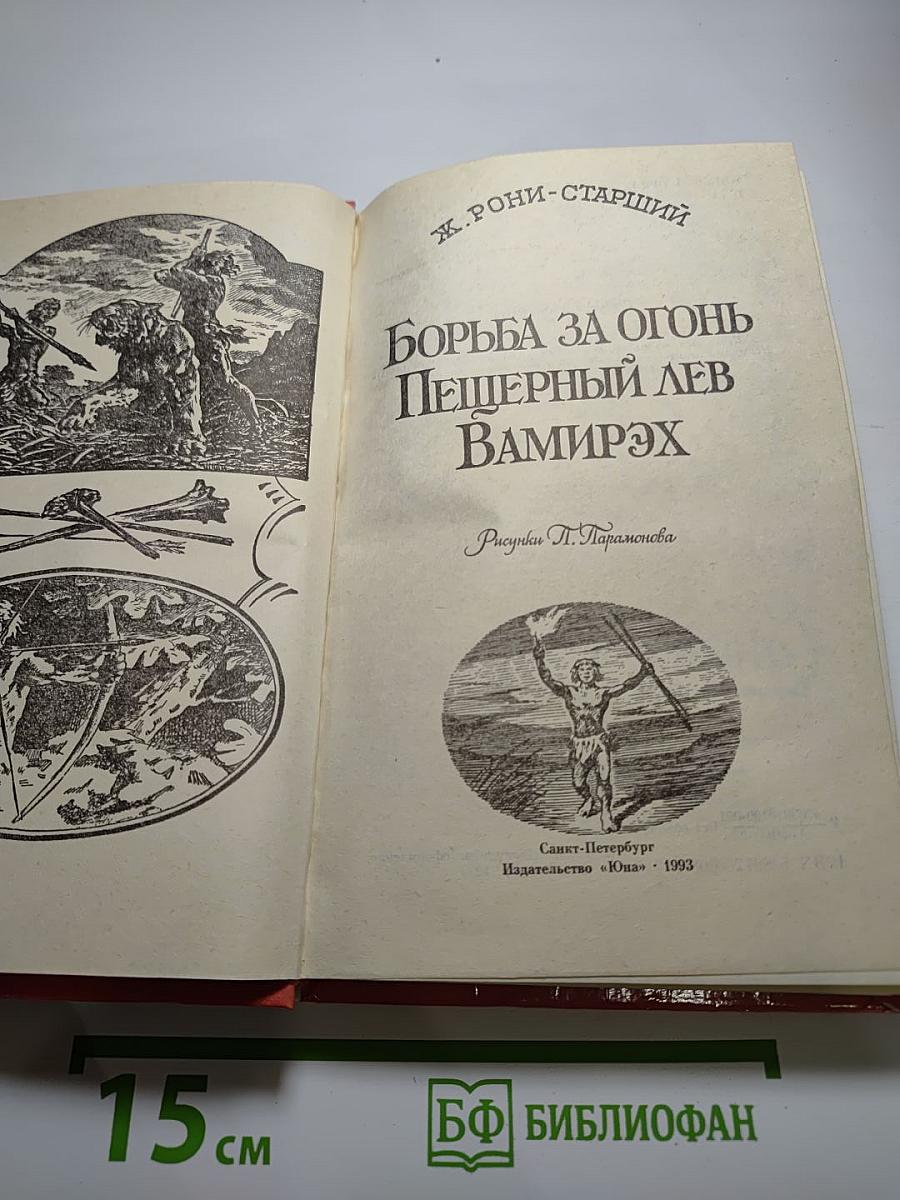 Ж. РОНИ-СТАРШИЙ
БОРЬБА ЗА ОГОНЬ
ПЕЩЕРНЫЙ ЛЕВ
ВАМИРЭХ
Рисунки П. Парамонова
Санкт-Петербург
Издательство «Юна» · 1993
15 см
БФ БИБЛИОФАН